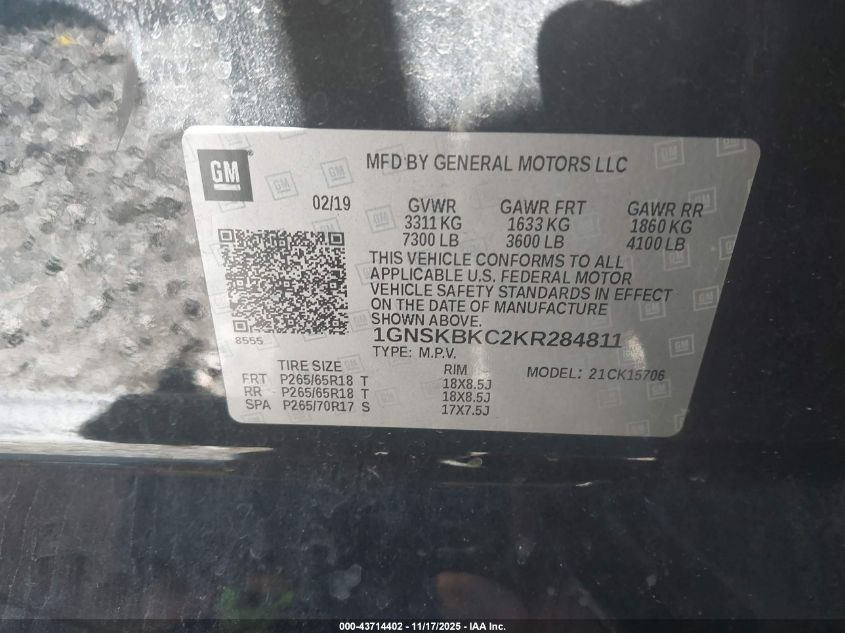 GM
MFD BY GENERAL MOTORS LLC
02/19
GVWR GAWR FRT GAWR RR
3311 KG 1633 KG 1860 KG
7300 LB 3600 LB 4100 LB
THIS VEHICLE CONFORMS TO ALL
APPLICABLE U.S. FEDERAL MOTOR
VEHICLE SAFETY STANDARDS IN EFFECT
ON THE DATE OF MANUFACTURE
SHOWN ABOVE.
8555
1GNSKBKC2KR284811
TYPE: M.P.V.
TIRE SIZE RIM MODEL: 21CK15706
FRT P265/65R18 T 18X8.5J
RR P265/65R18 T 18X8.5J
SPA P265/70R17 S 17X7.5J
000-43714402 - 11/17/2025 - IAA Inc.